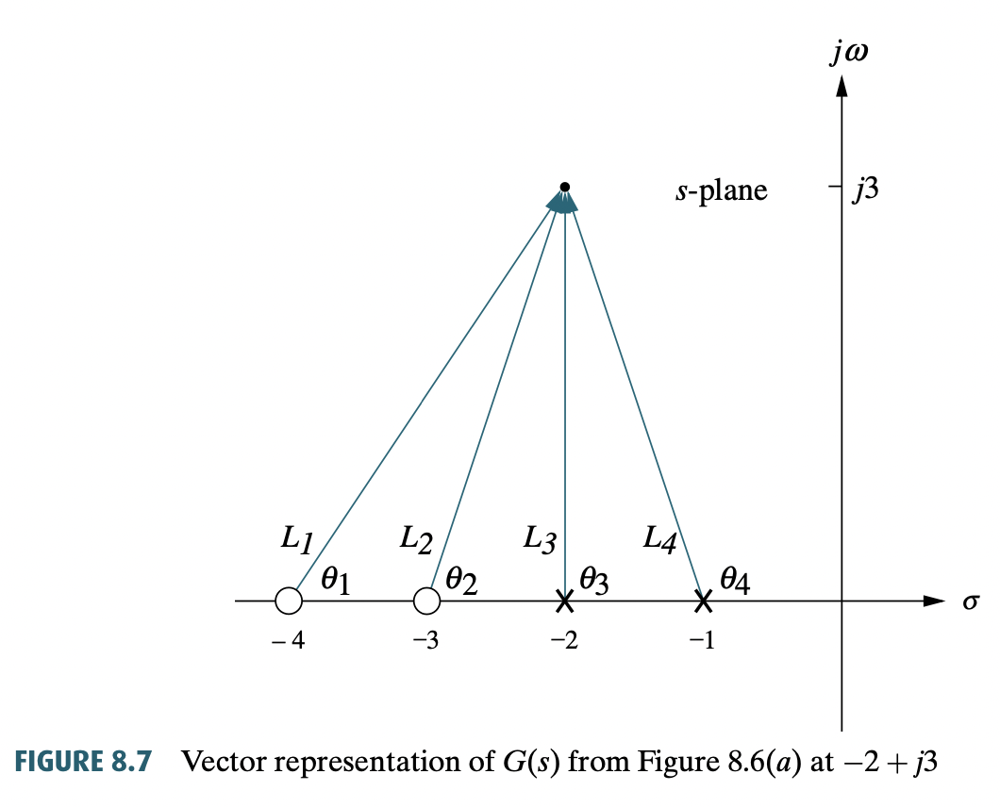 jω
s-plane
j3
L1 L2 L3 L4
θ1 θ2 θ3 θ4
σ
– 4 −3 −2 −1
FIGURE 8.7 Vector representation of G(s) from Figure 8.6(a) at −2 + j3